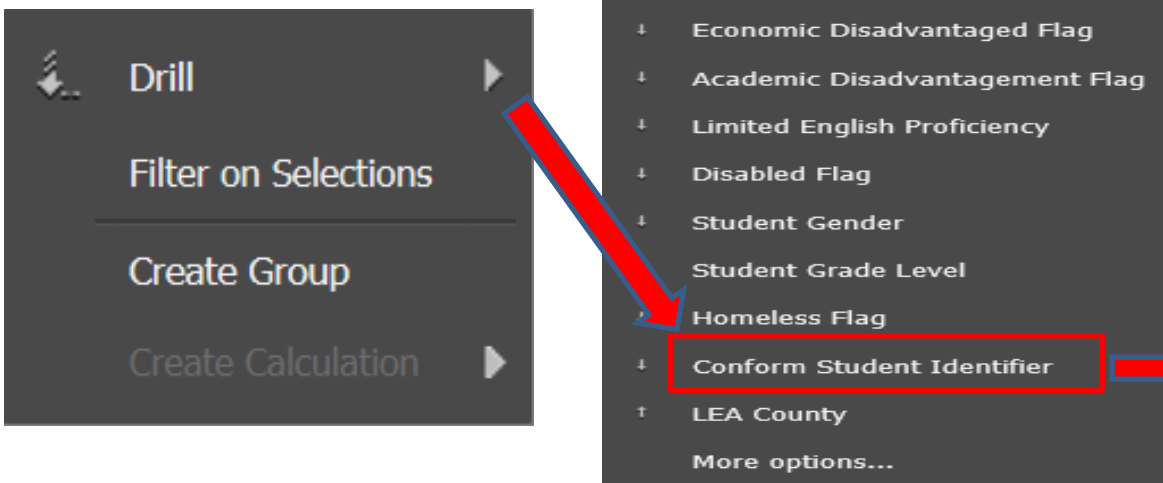 Drill
Filter on Selections
Create Group
Create Calculation
Economic Disadvantaged Flag
Academic Disadvantagement Flag
Limited English Proficiency
Disabled Flag
Student Gender
Student Grade Level
Homeless Flag
Conform Student Identifier
LEA County
More options...